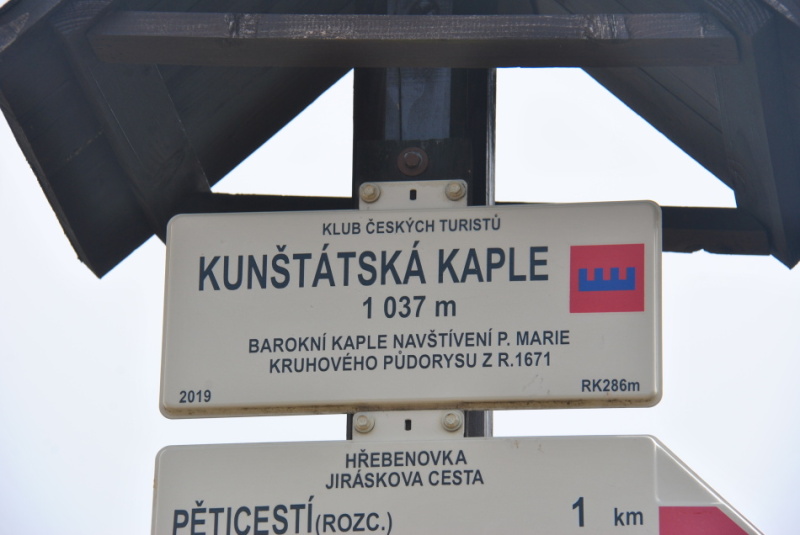 KLUB ČESKÝCH TURISTŮ
KUNŠTÁTSKÁ KAPLE
1 037 m
BAROKNÍ KAPLE NAVŠTÍVENÍ P. MARIE
KRUHOVÉHO PŮDORYSU Z R.1671
2019 RK286m
HŘEBENOVKA
JIRÁSKOVA CESTA
PĚTICESTÍ(ROZC.) 1 km